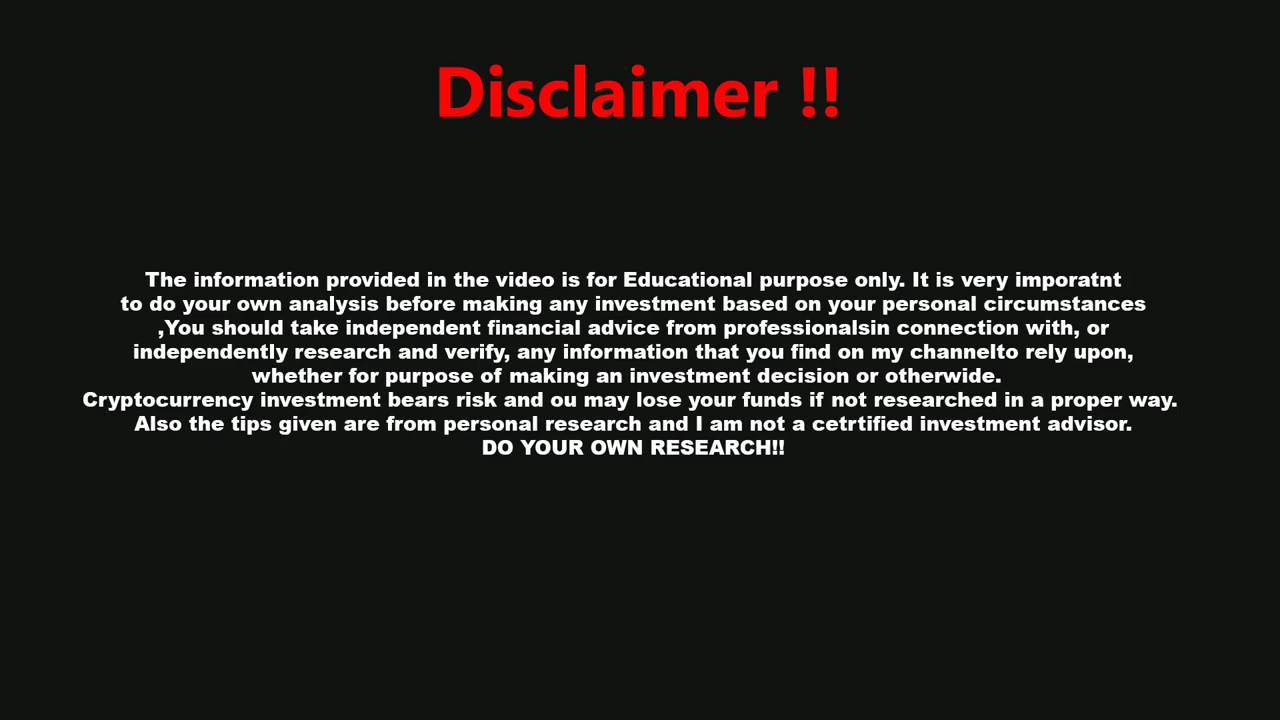 Disclaimer !!
The information provided in the video is for Educational purpose only. It is very imporatnt
to do your own analysis before making any investment based on your personal circumstances
,You should take independent financial advice from professionalsin connection with, or
independently research and verify, any information that you find on my channelto rely upon,
whether for purpose of making an investment decision or otherwide.
Cryptocurrency investment bears risk and ou may lose your funds if not researched in a proper way.
Also the tips given are from personal research and I am not a cetrtified investment advisor.
DO YOUR OWN RESEARCH!!